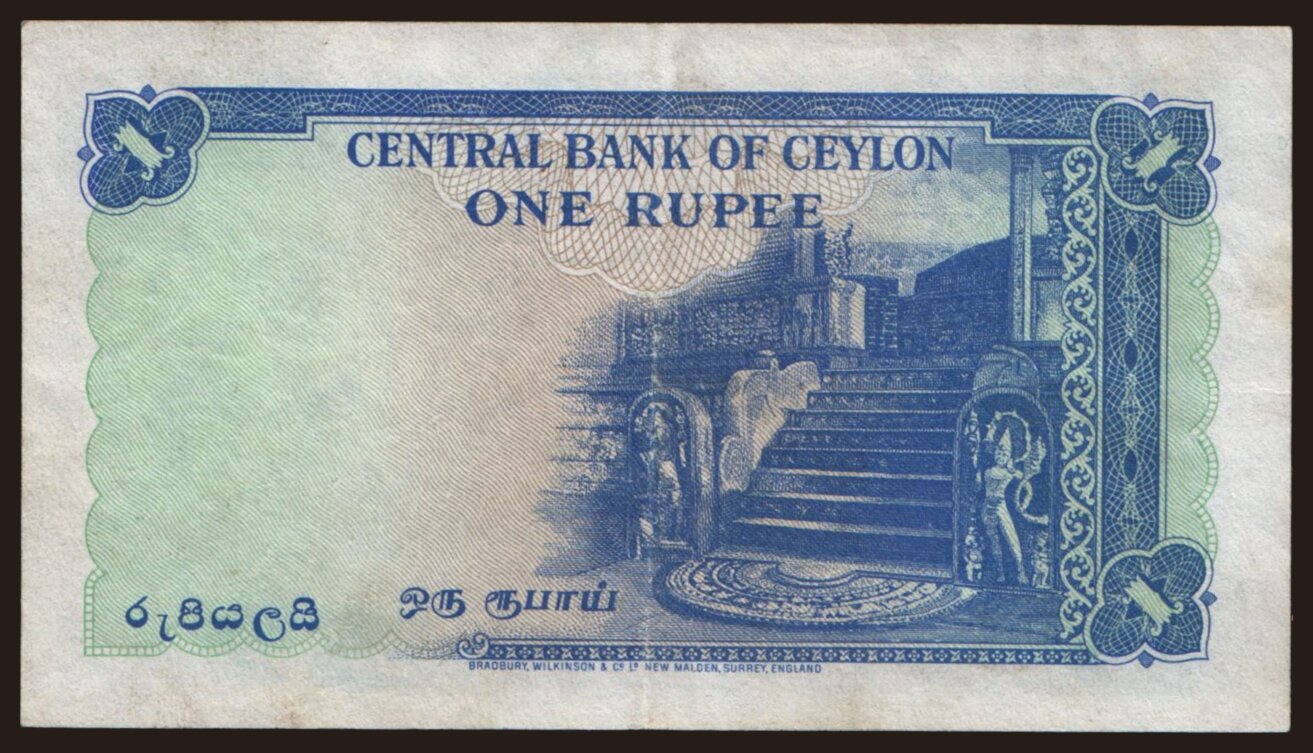 CENTRAL BANK OF CEYLON
ONE RUPEE
රුපියලයි
ஒரு ரூபாய்
BRADBURY, WILKINSON & Cº Lº NEW MALDEN, SURREY, ENGLAND